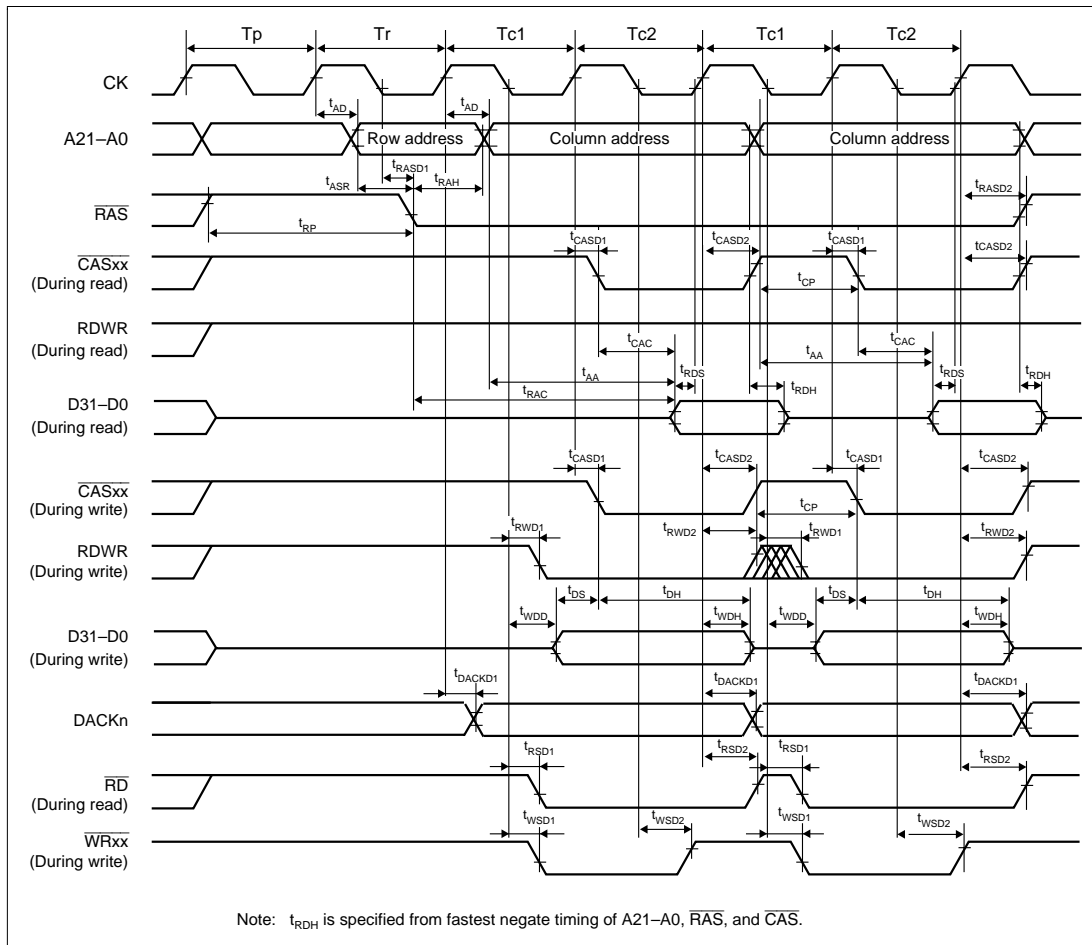 Tp Tr Tc1 Tc2 Tc1 Tc2
CK
tAD tAD
A21–A0 Row address Column address Column address
tRASD1
tASR tRAH tRASD2
RAS
tRP
tCASD1 tCASD2 tCASD1 tCASD2
CASxx
(During read)
tCP
RDWR
(During read)
tCAC tCAC
tAA tAA
tRDS tRDH tRDS tRDH
tRAC
D31–D0
(During read)
tCASD1 tCASD2 tCASD1 tCASD2
CASxx
(During write)
tCP
tRWD1 tRWD2 tRWD1 tRWD2
RDWR
(During write)
tDS tDH tDS tDH
tWDD tWDH tWDD tWDH
D31–D0
(During write)
tDACKD1 tDACKD1 tDACKD1
DACKn
tRSD1 tRSD2 tRSD1 tRSD2
RD
(During read)
tWSD1 tWSD2 tWSD1 tWSD2
WRxx
(During write)
Note: tRDH is specified from fastest negate timing of A21–A0, RAS, and CAS.